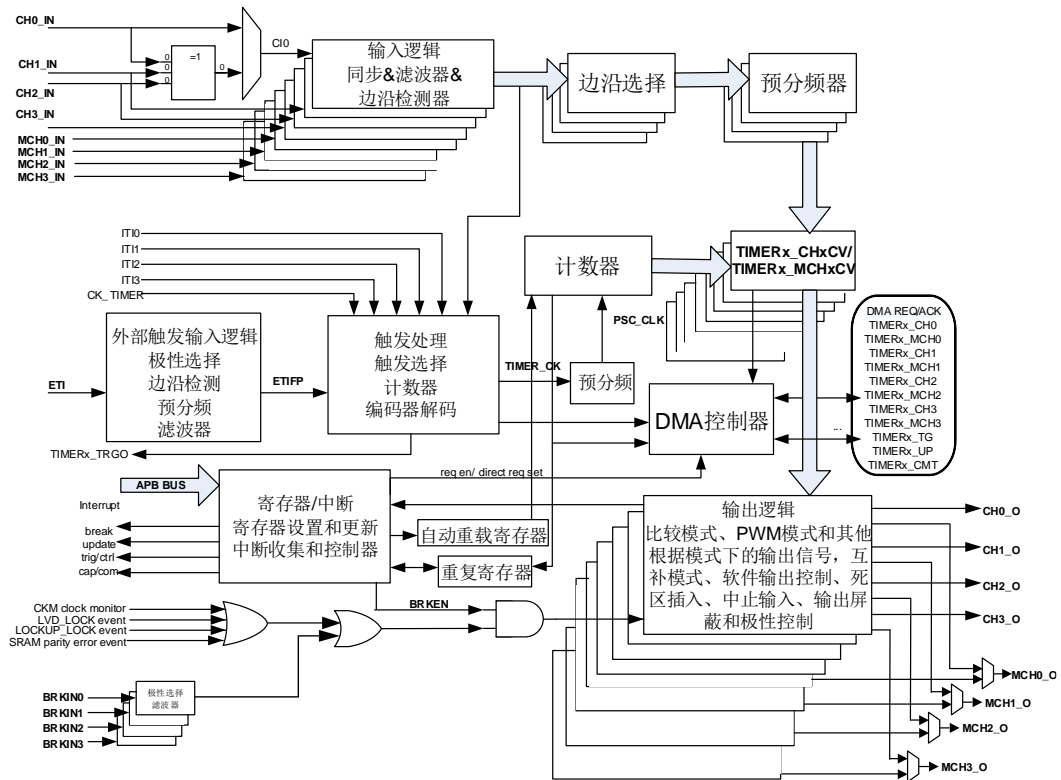 CH0_IN
CH1_IN
CH2_IN
CH3_IN
MCH0_IN
MCH1_IN
MCH2_IN
MCH3_IN
=1
0
0
0
0
CI0
输入逻辑
同步&滤波器&
边沿检测器
边沿选择
预分频器
ITI0
ITI1
ITI2
ITI3
CK_TIMER
计数器
TIMERx_CHxCV/
TIMERx_MCHxCV
PSC_CLK
外部触发输入逻辑
极性选择
边沿检测
预分频
滤波器
ETI
ETIFP
触发处理
触发选择
计数器
编码器解码
TIMER_CK
预分频
DMA控制器
DMA REQ/ACK
TIMERx_CH0
TIMERx_MCH0
TIMERx_CH1
TIMERx_MCH1
TIMERx_CH2
TIMERx_MCH2
TIMERx_CH3
TIMERx_MCH3
TIMERx_TG
TIMERx_UP
TIMERx_CMT
...
TIMERx_TRGO
req en/ direct req set
APB BUS
Interrupt
break
update
trig/ctrl
cap/com
寄存器/中断
寄存器设置和更新
中断收集和控制器
自动重载寄存器
重复寄存器
BRKEN
输出逻辑
比较模式、PWM模式和其他
根据模式下的输出信号，互
补模式、软件输出控制、死
区插入、中止输入、输出屏
蔽和极性控制
CH0_O
CH1_O
CH2_O
CH3_O
MCH0_O
MCH1_O
MCH2_O
MCH3_O
CKM clock monitor
LVD_LOCK event
LOCKUP_LOCK event
SRAM parity error event
BRKIN0
BRKIN1
BRKIN2
BRKIN3
极性选择
滤波器